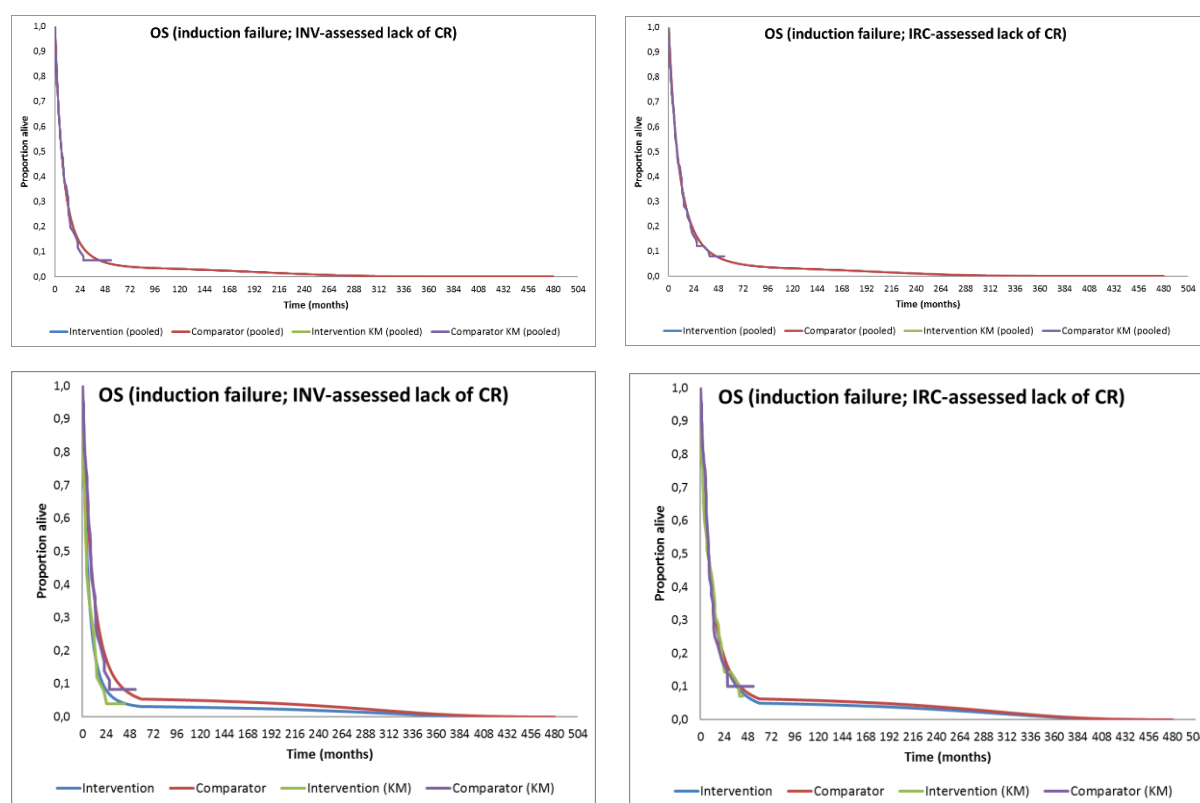 OS (induction failure; INV-assessed lack of CR)
1,0
0,9
0,8
0,7
0,6
0,5
0,4
0,3
0,2
0,1
0,0
Proportion alive
0 24 48 72 96 120 144 168 192 216 240 264 288 312 336 360 384 408 432 456 480 504
Time (months)
Intervention (pooled) Comparator (pooled) Intervention KM (pooled) Comparator KM (pooled)
OS (induction failure; IRC-assessed lack of CR)
1,0
0,9
0,8
0,7
0,6
0,5
0,4
0,3
0,2
0,1
0,0
Proportion alive
0 24 48 72 96 120 144 168 192 216 240 264 288 312 336 360 384 408 432 456 480 504
Time (months)
Intervention (pooled) Comparator (pooled) Intervention KM (pooled) Comparator KM (pooled)
OS (induction failure; INV-assessed lack of CR)
1,0
0,9
0,8
0,7
0,6
0,5
0,4
0,3
0,2
0,1
0,0
Proportion alive
0 24 48 72 96 120 144 168 192 216 240 264 288 312 336 360 384 408 432 456 480 504
Time (months)
Intervention Comparator Intervention (KM) Comparator (KM)
OS (induction failure; IRC-assessed lack of CR)
1,0
0,9
0,8
0,7
0,6
0,5
0,4
0,3
0,2
0,1
0,0
Proportion alive
0 24 48 72 96 120 144 168 192 216 240 264 288 312 336 360 384 408 432 456 480 50
Time (months)
Intervention Comparator Intervention (KM) Comparator (KM)